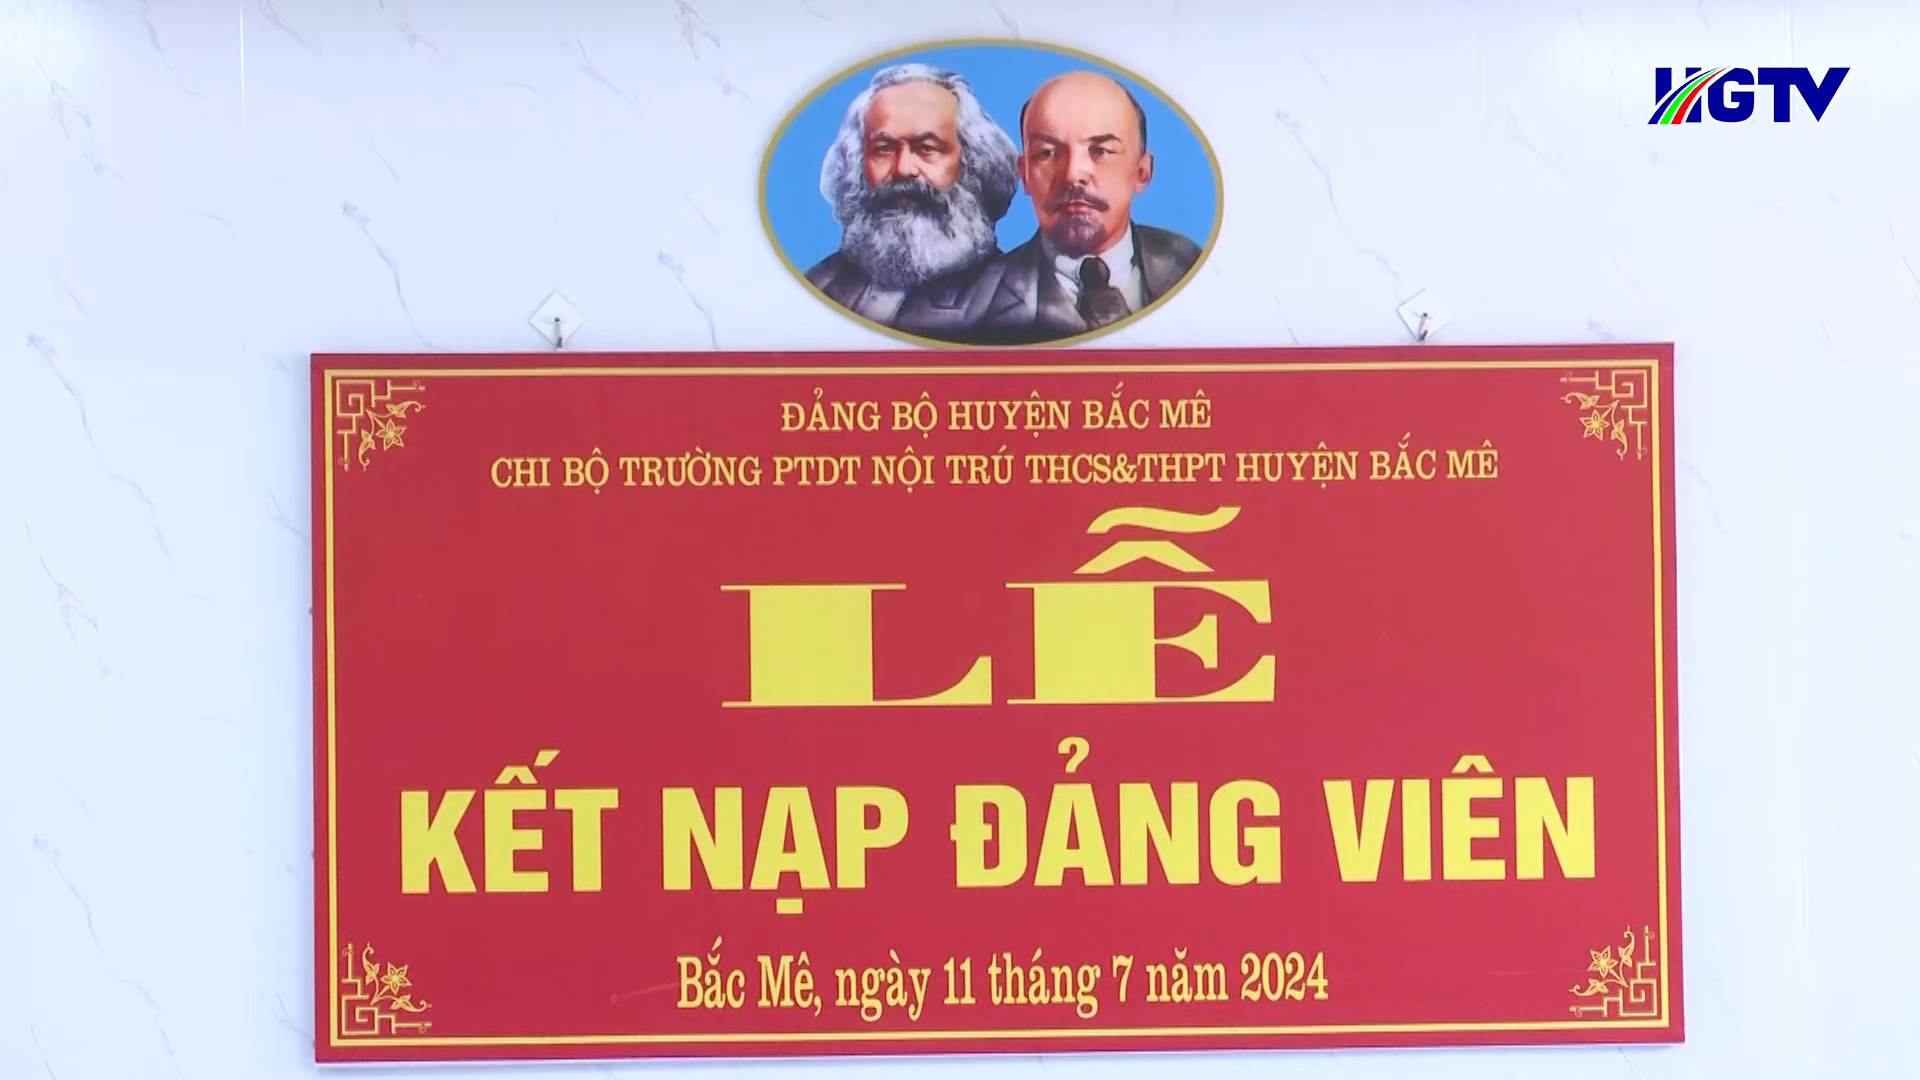 HGTV
ĐẢNG BỘ HUYỆN BẮC MÊ
CHI BỘ TRƯỜNG PTDT NỘI TRÚ THCS&THPT HUYỆN BẮC MÊ
LỄ
KẾT NẠP ĐẢNG VIÊN
Bắc Mê, ngày 11 tháng 7 năm 2024